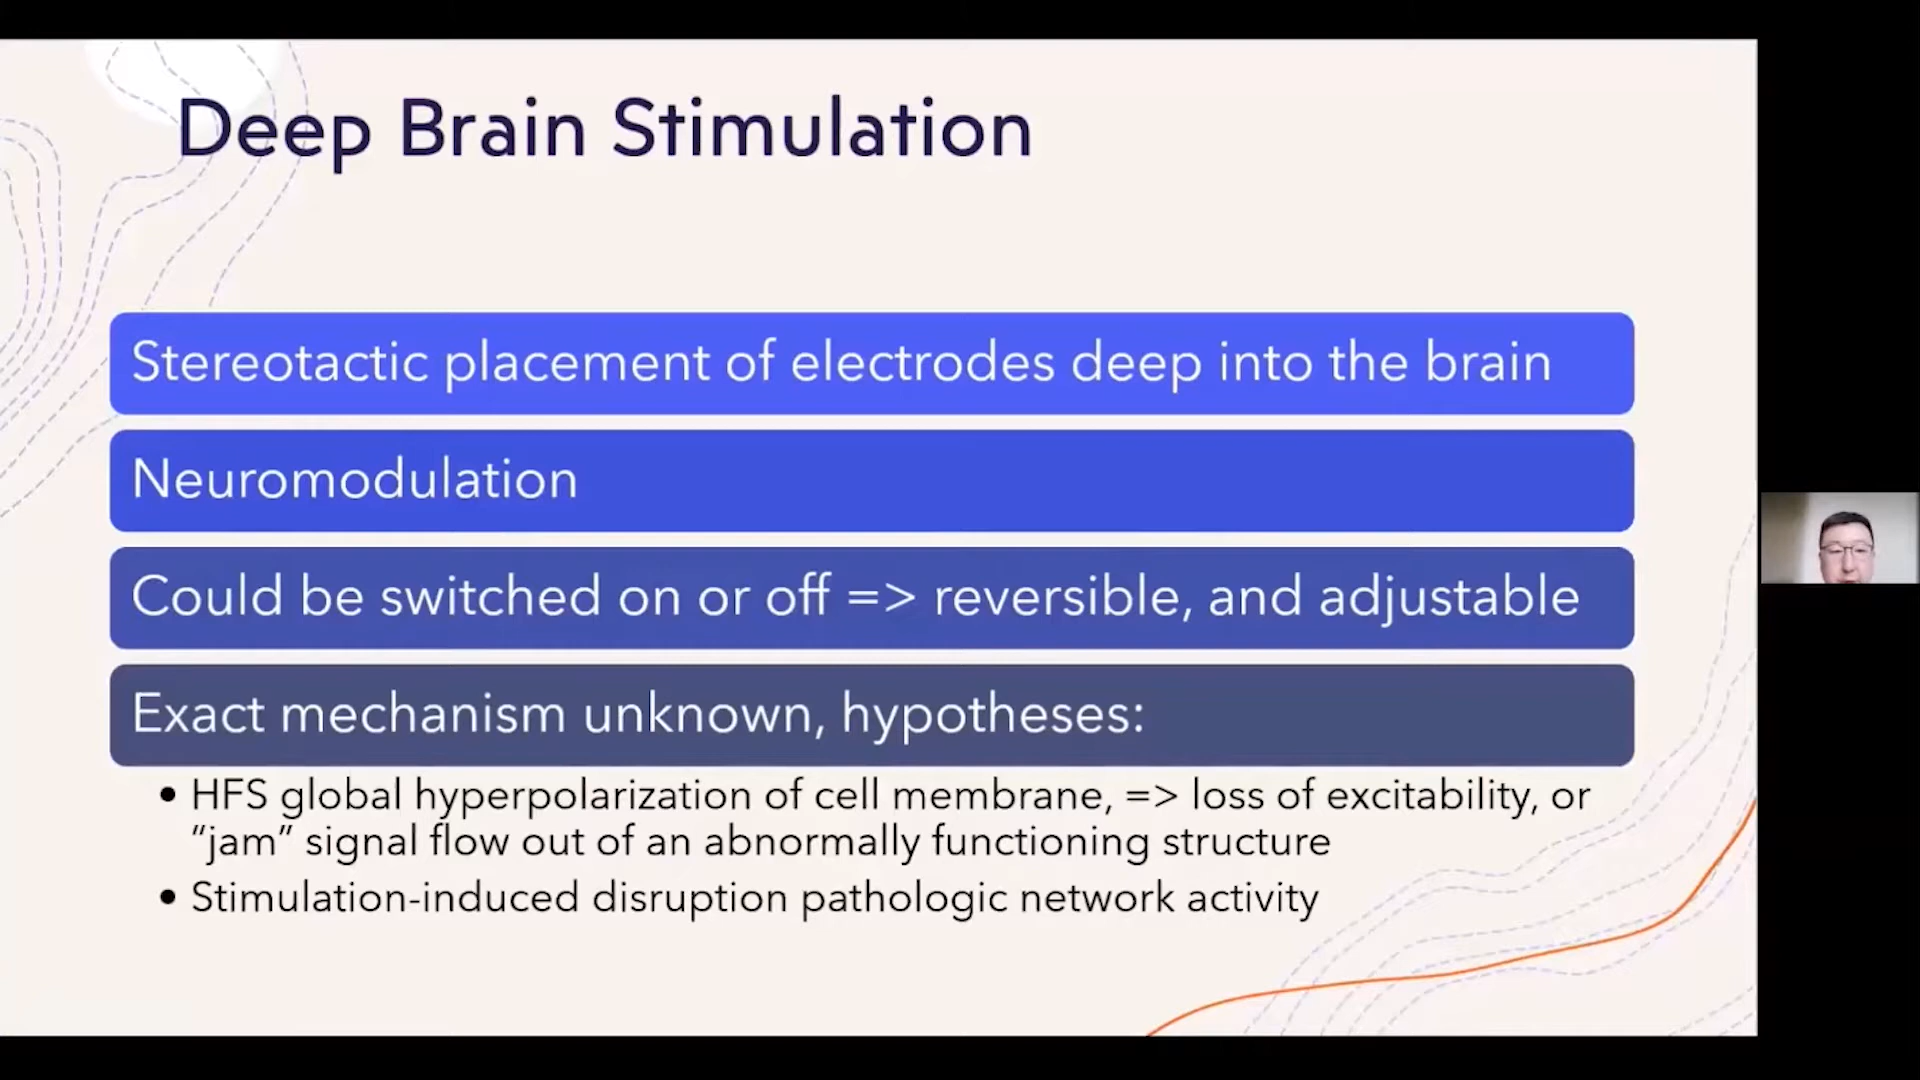 Deep Brain Stimulation
Stereotactic placement of electrodes deep into the brain
Neuromodulation
Could be switched on or off => reversible, and adjustable
Exact mechanism unknown, hypotheses:
• HFS global hyperpolarization of cell membrane, => loss of excitability, or
“jam” signal flow out of an abnormally functioning structure
• Stimulation-induced disruption pathologic network activity